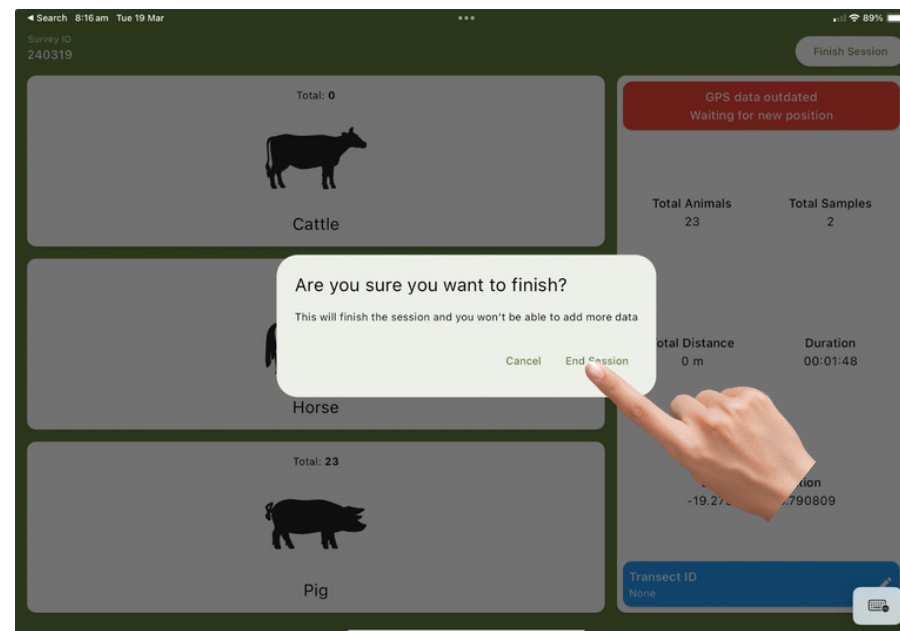 Search 8:16 am Tue 19 Mar
89%
Survey ID
240319
Finish Session
Total: 0
Cattle
GPS data outdated
Waiting for new position
Total Animals
23
Total Samples
2
Are you sure you want to finish?
This will finish the session and you won't be able to add more data
Cancel End Session
Total Distance
0 m
Duration
00:01:48
Horse
Total: 23
Pig
Transect ID
None